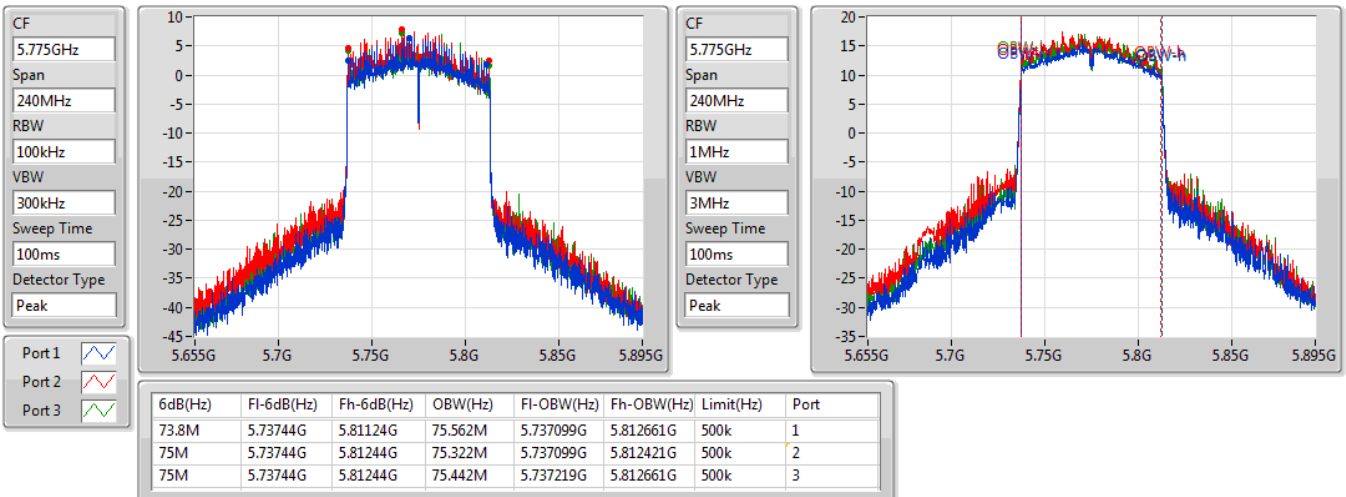 CF
5.775GHz
Span
240MHz
RBW
100kHz
VBW
300kHz
Sweep Time
100ms
Detector Type
Peak
10
5
0
-5
-10
-15
-20
-25
-30
-35
-40
-45
5.655G 5.7G 5.75G 5.8G 5.85G 5.895G
CF
5.775GHz
Span
240MHz
RBW
1MHz
VBW
3MHz
Sweep Time
100ms
Detector Type
Peak
20
15
10
5
0
-5
-10
-15
-20
-25
-30
-35
OBW-h
5.655G 5.7G 5.75G 5.8G 5.85G 5.895G
Port 1
Port 2
Port 3
6dB(Hz) Fl-6dB(Hz) Fh-6dB(Hz) OBW(Hz) Fl-OBW(Hz) Fh-OBW(Hz) Limit(Hz) Port
73.8M 5.73744G 5.81124G 75.562M 5.737099G 5.812661G 500k 1
75M 5.73744G 5.81244G 75.322M 5.737099G 5.812421G 500k 2
75M 5.73744G 5.81244G 75.442M 5.737219G 5.812661G 500k 3